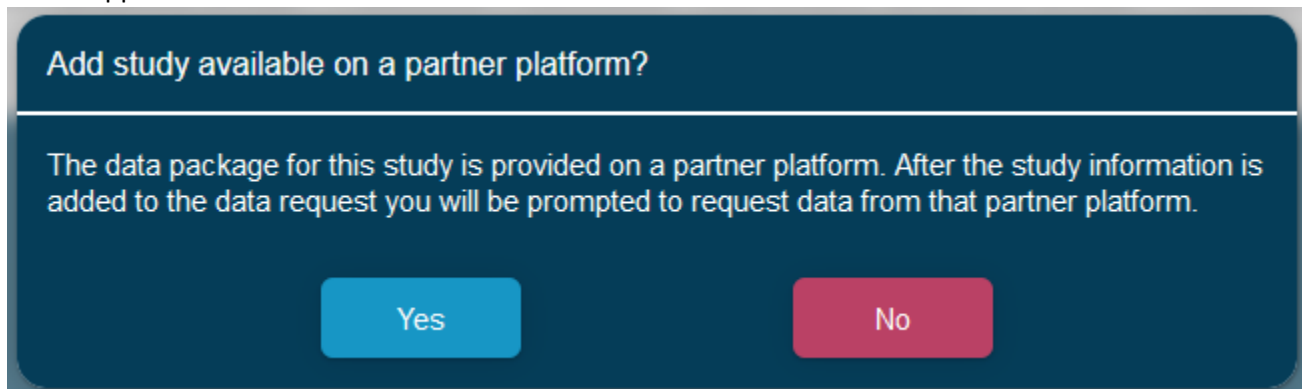 Add study available on a partner platform?
The data package for this study is provided on a partner platform. After the study information is
added to the data request you will be prompted to request data from that partner platform.
Yes
No